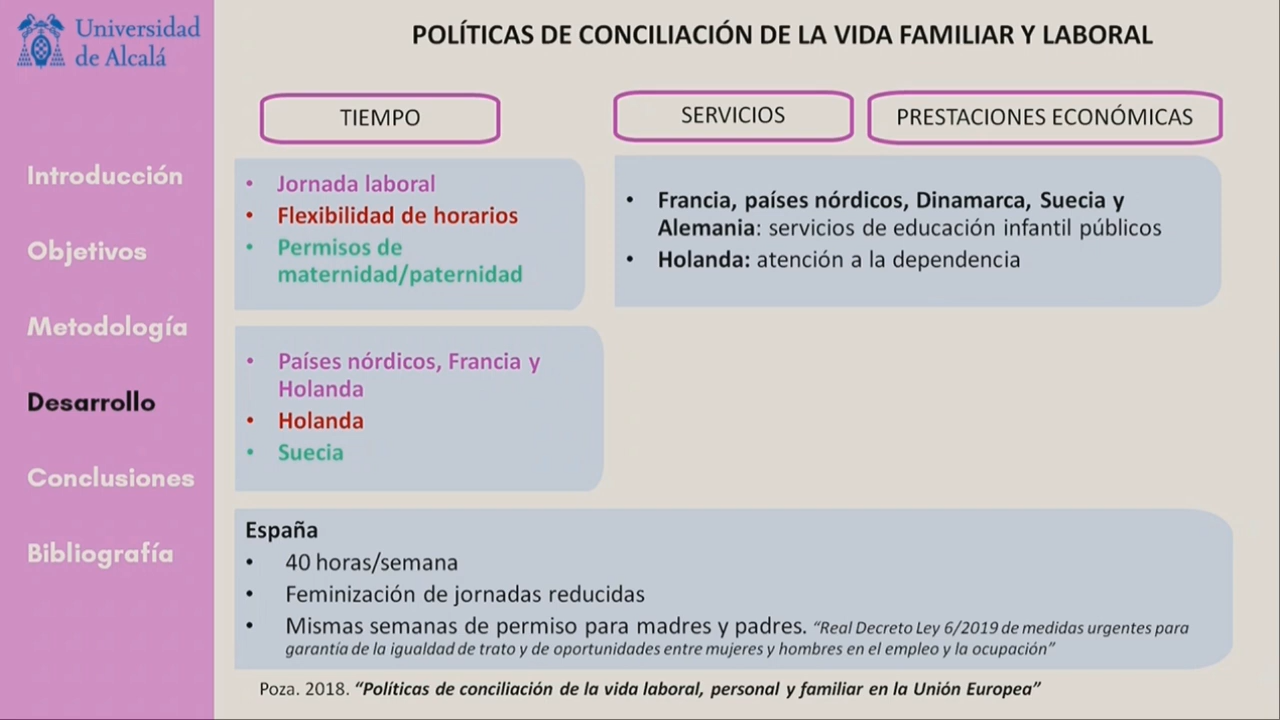 Universidad
de Alcalá
POLÍTICAS DE CONCILIACIÓN DE LA VIDA FAMILIAR Y LABORAL
Introducción
Objetivos
Metodología
Desarrollo
Conclusiones
Bibliografía
TIEMPO
• Jornada laboral
• Flexibilidad de horarios
• Permisos de
maternidad/paternidad
• Países nórdicos, Francia y
Holanda
• Holanda
• Suecia
SERVICIOS
PRESTACIONES ECONÓMICAS
• Francia, países nórdicos, Dinamarca, Suecia y
Alemania: servicios de educación infantil públicos
• Holanda: atención a la dependencia
España
• 40 horas/semana
• Feminización de jornadas reducidas
• Mismas semanas de permiso para madres y padres. “Real Decreto Ley 6/2019 de medidas urgentes para
garantía de la igualdad de trato y de oportunidades entre mujeres y hombres en el empleo y la ocupación”
Poza. 2018. “Políticas de conciliación de la vida laboral, personal y familiar en la Unión Europea”